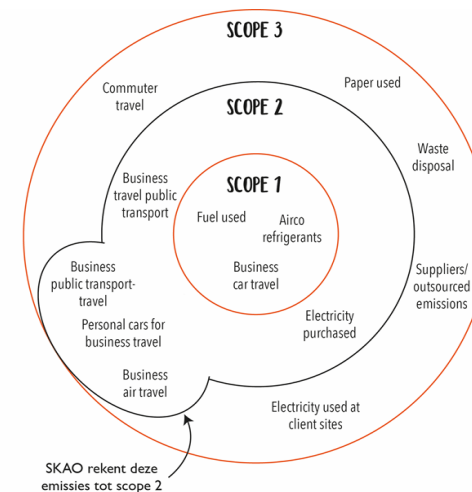 SCOPE 3
Commuter
travel
Paper used
SCOPE 2
Waste
disposal
Business
travel public
transport
SCOPE 1
Fuel used
Airco
refrigerants
Business
car travel
Business
public transport-
travel
Suppliers/
outsourced
emissions
Personal cars for
business travel
Electricity
purchased
Business
air travel
Electricity used at
client sites
SKAO rekent deze
emissies tot scope 2